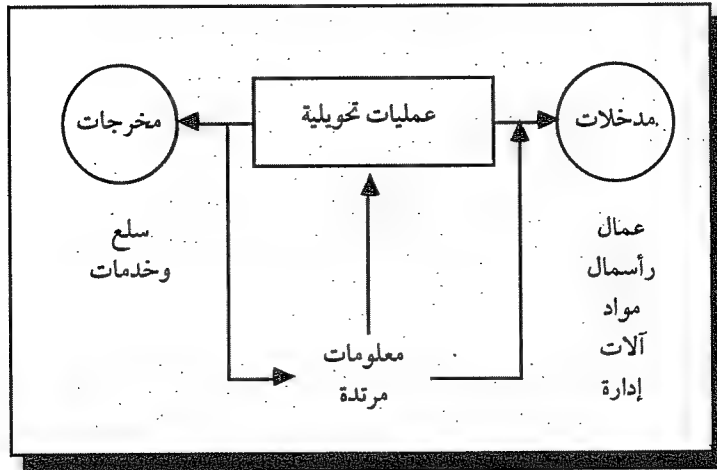 مدخلات
عمليات تحويلية
مخرجات
عمال
رأسمال
مواد
آلات
إدارة
سلع
وخدمات
معلومات
مرتدة